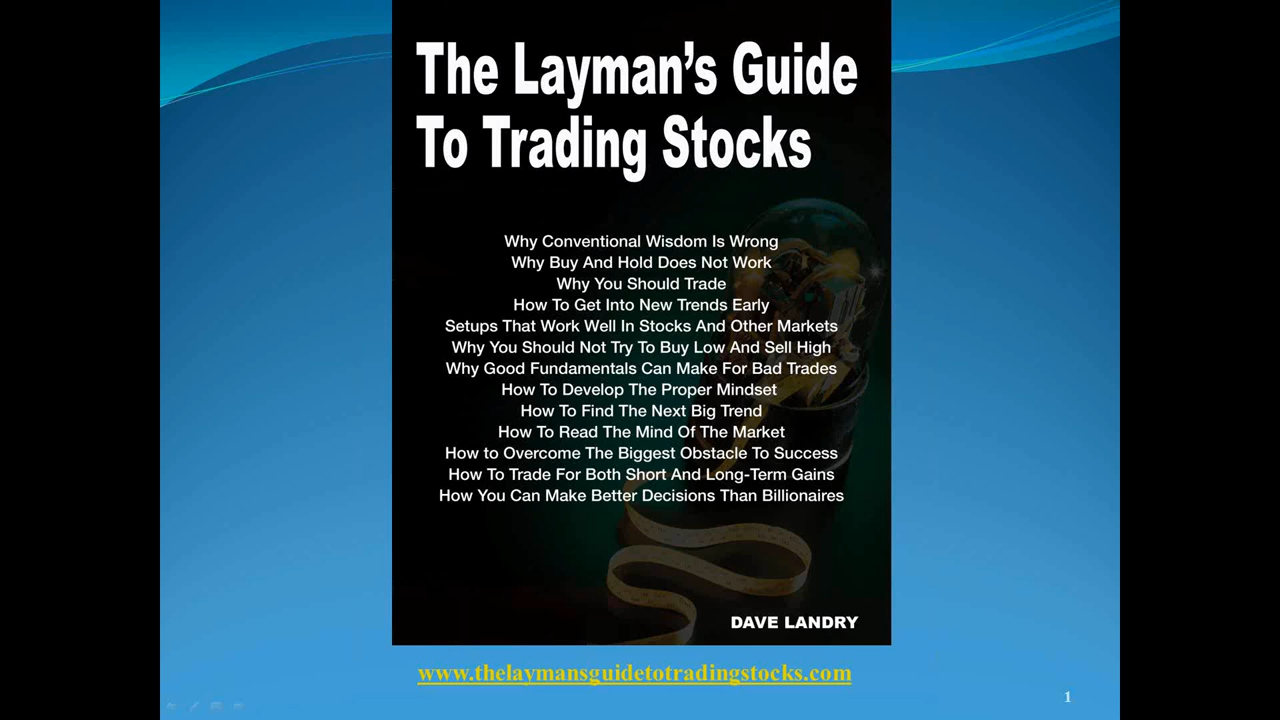 The Layman's Guide
To Trading Stocks
Why Conventional Wisdom Is Wrong
Why Buy And Hold Does Not Work
Why You Should Trade
How To Get Into New Trends Early
Setups That Work Well In Stocks And Other Markets
Why You Should Not Try To Buy Low And Sell High
Why Good Fundamentals Can Make For Bad Trades
How To Develop The Proper Mindset
How To Find The Next Big Trend
How To Read The Mind Of The Market
How to Overcome The Biggest Obstacle To Success
How To Trade For Both Short And Long-Term Gains
How You Can Make Better Decisions Than Billionaires
DAVE LANDRY
www.thelaymansguidetotradingstocks.com
1